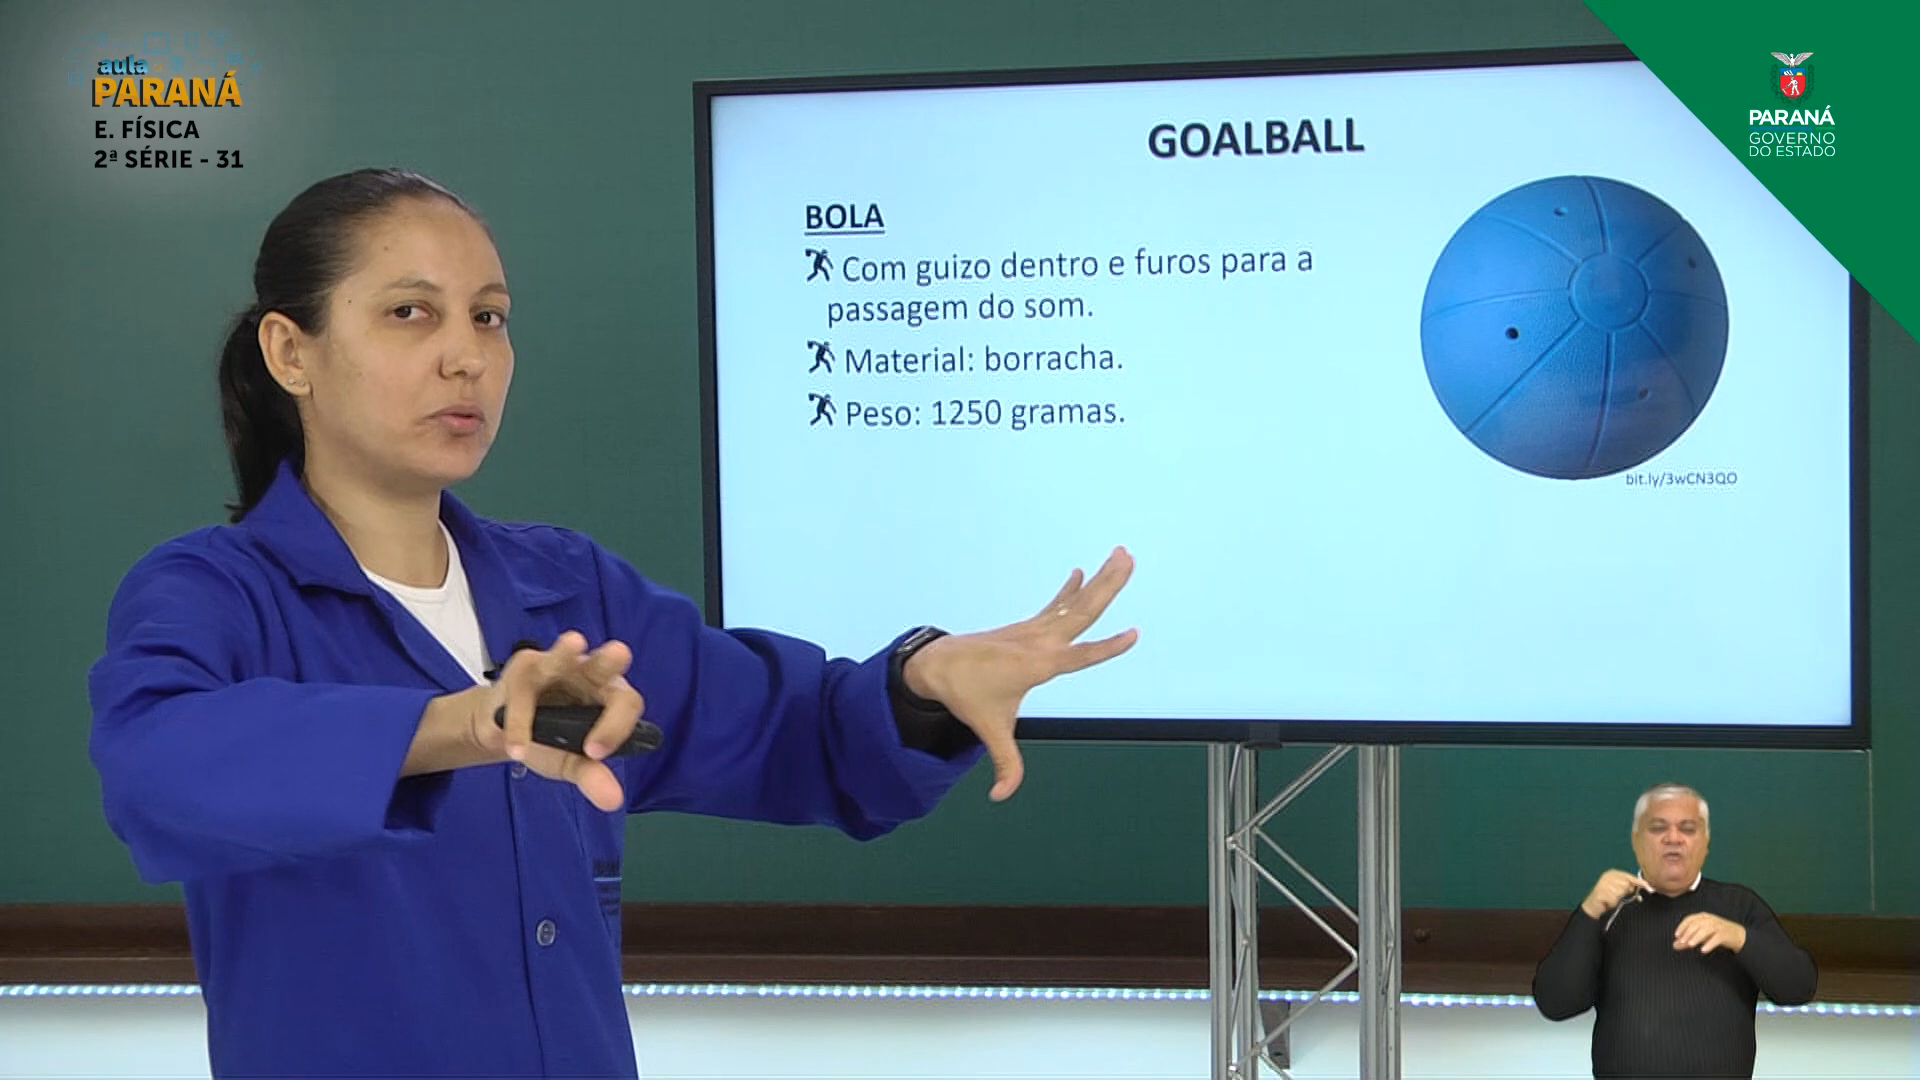 aula
PARANÁ
E. FÍSICA
2ª SÉRIE - 31
GOALBALL
BOLA
Com guizo dentro e furos para a
passagem do som.
Material: borracha.
Peso: 1250 gramas.
bit.ly/3wCN3QO
PARANÁ
GOVERNO
DO ESTADO